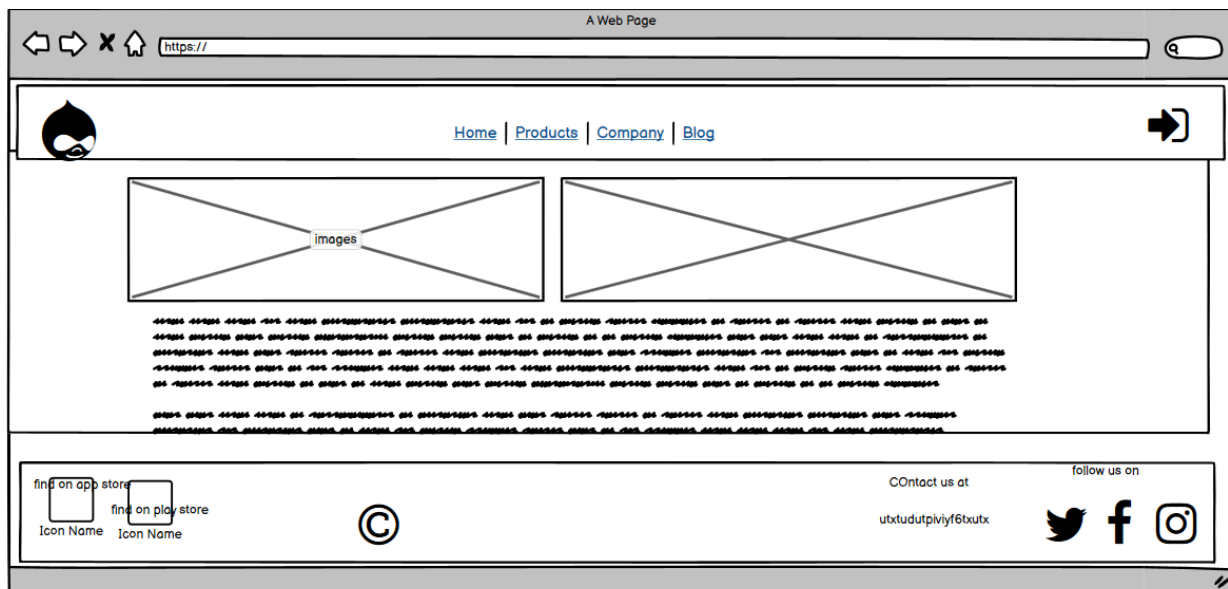 A Web Page
https://
Home | Products | Company | Blog
images
find on app store
Icon Name
find on play store
Icon Name
©
COntact us at
utxtudutpiviyf6txutx
follow us on